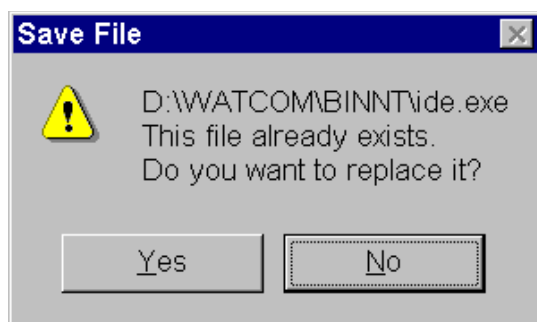 Save File
D:\WATCOM\BINNT\ide.exe
This file already exists.
Do you want to replace it?
Yes
No